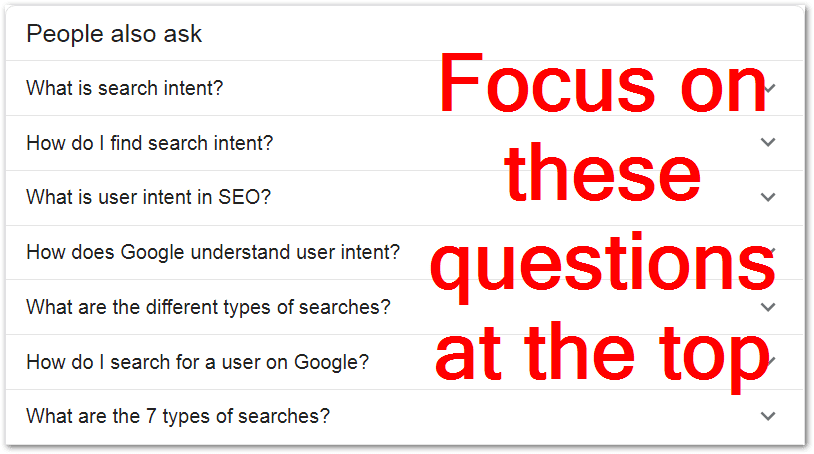 People also ask
What is search intent?
How do I find search intent?
What is user intent in SEO?
How does Google understand user intent?
What are the different types of searches?
How do I search for a user on Google?
What are the 7 types of searches?
Focus on
these
questions
at the top